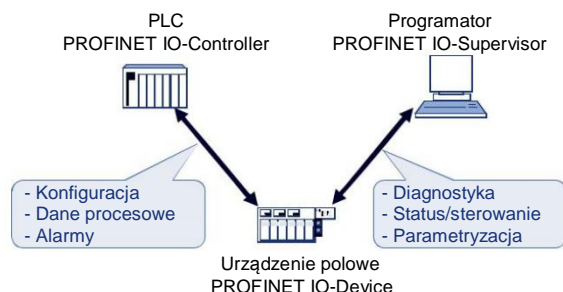 PLC
PROFINET IO-Controller
Programator
PROFINET IO-Supervisor
- Konfiguracja
- Dane procesowe
- Alarmy
- Diagnostyka
- Status/sterowanie
- Parametryzacja
Urządzenie polowe
PROFINET IO-Device